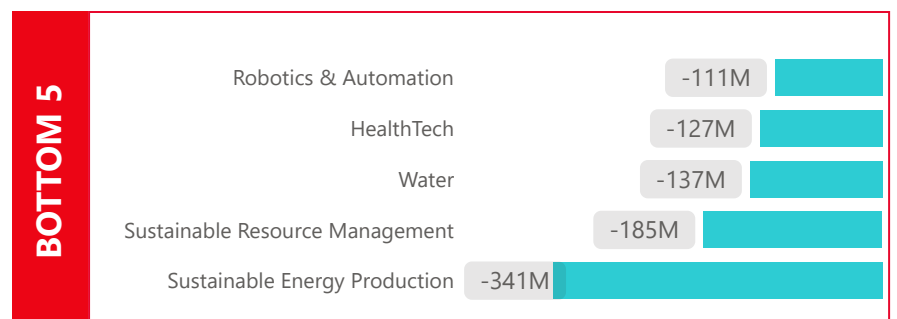 BOTTOM 5
Robotics & Automation -111M
HealthTech -127M
Water -137M
Sustainable Resource Management -185M
Sustainable Energy Production -341M